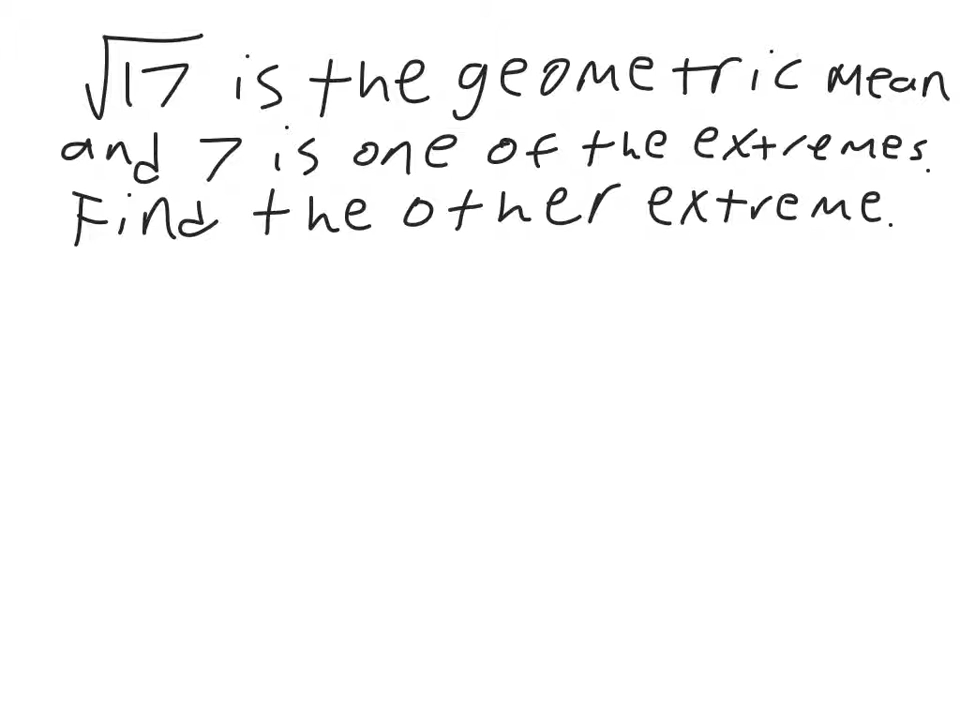 √17 is the geometric mean
and 7 is one of the extremes.
Find the other extreme.